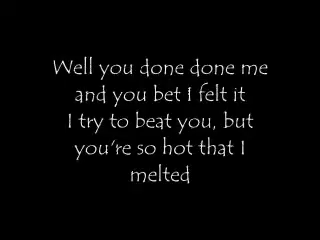 Well you done done me
and you bet I felt it
I try to beat you, but
you're so hot that I
melted